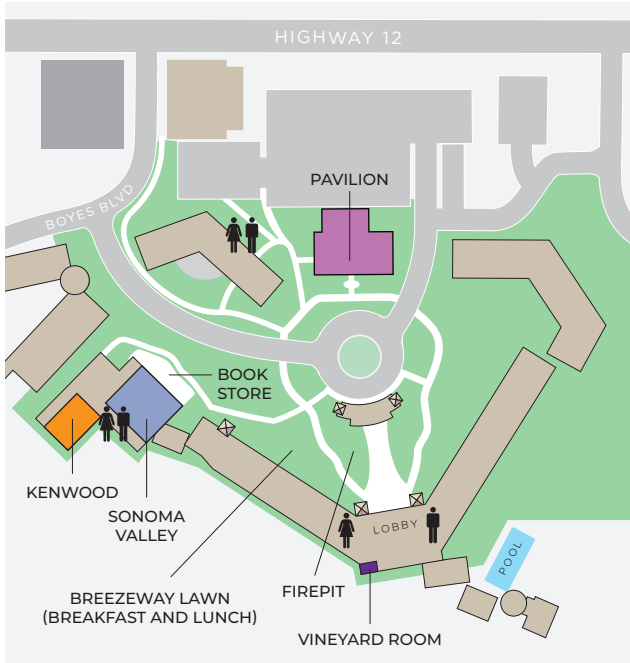 HIGHWAY 12
PAVILION
BOYES BLVD
BOOK
STORE
KENWOOD
SONOMA
VALLEY
LOBBY
POOL
FIREPIT
BREEZEWAY LAWN
(BREAKFAST AND LUNCH)
VINEYARD ROOM